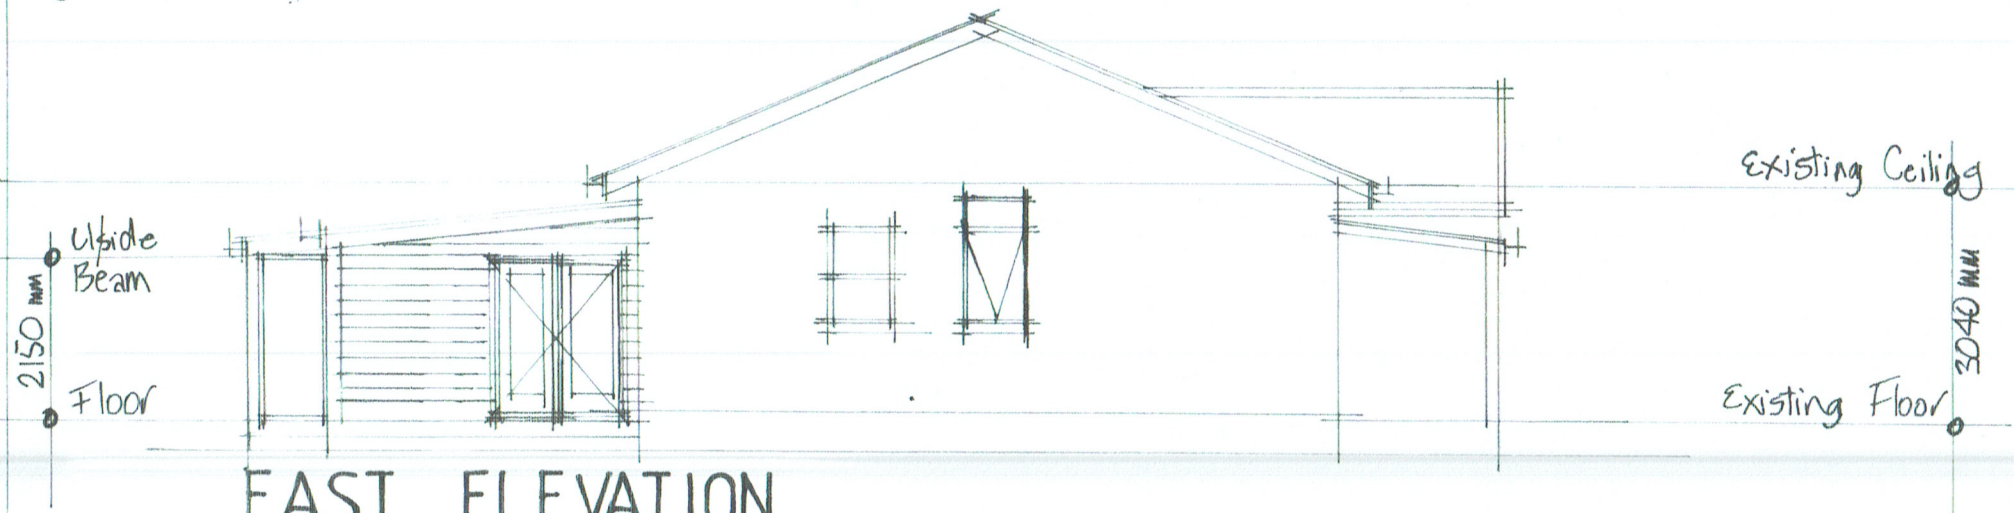 Existing Ceiling
U/side
Beam
2150 mm
3040 mm
Floor
Existing Floor
EAST ELEVATION